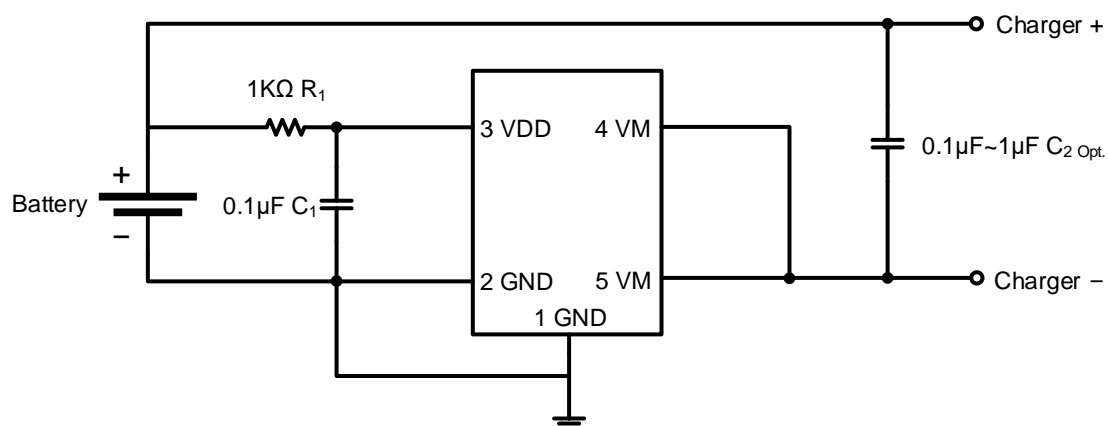 Charger +
1KΩ R₁
3 VDD 4 VM
0.1µF~1µF C₂ Opt.
+
Battery
0.1µF C₁
−
2 GND 5 VM
Charger −
1 GND